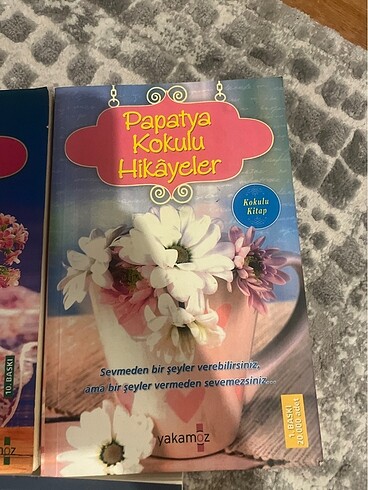 Papatya
Kokulu
Hikâyeler
Kokulu
Kitap
Sevmeden bir şeyler verebilirsiniz,
ama bir şeyler vermeden sevemezsiniz...
10. BASKI
yakamoz